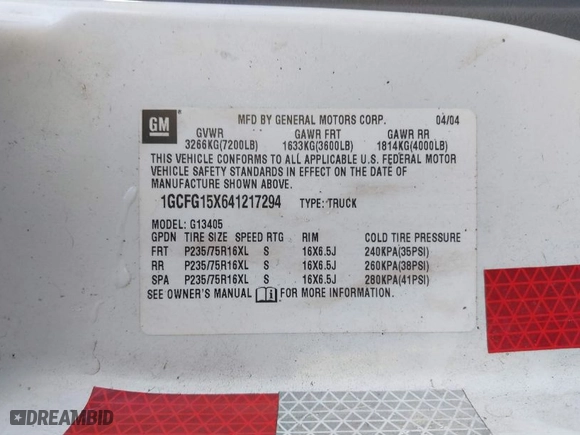 GM
MFD BY GENERAL MOTORS CORP. 04/04
GVWR GAWR FRT GAWR RR
3266KG(7200LB) 1633KG(3600LB) 1814KG(4000LB)
THIS VEHICLE CONFORMS TO ALL APPLICABLE U.S. FEDERAL MOTOR
VEHICLE SAFETY STANDARDS IN EFFECT ON THE DATE OF
MANUFACTURE SHOWN ABOVE.
1GCFG15X641217294 TYPE: TRUCK
MODEL: G13405
GPDN TIRE SIZE SPEED RTG RIM COLD TIRE PRESSURE
FRT P235/75R16XL S 16X6.5J 240KPA(35PSI)
RR P235/75R16XL S 16X6.5J 260KPA(38PSI)
SPA P235/75R16XL S 16X6.5J 280KPA(41PSI)
SEE OWNER'S MANUAL FOR MORE INFORMATION.
DREAMBID